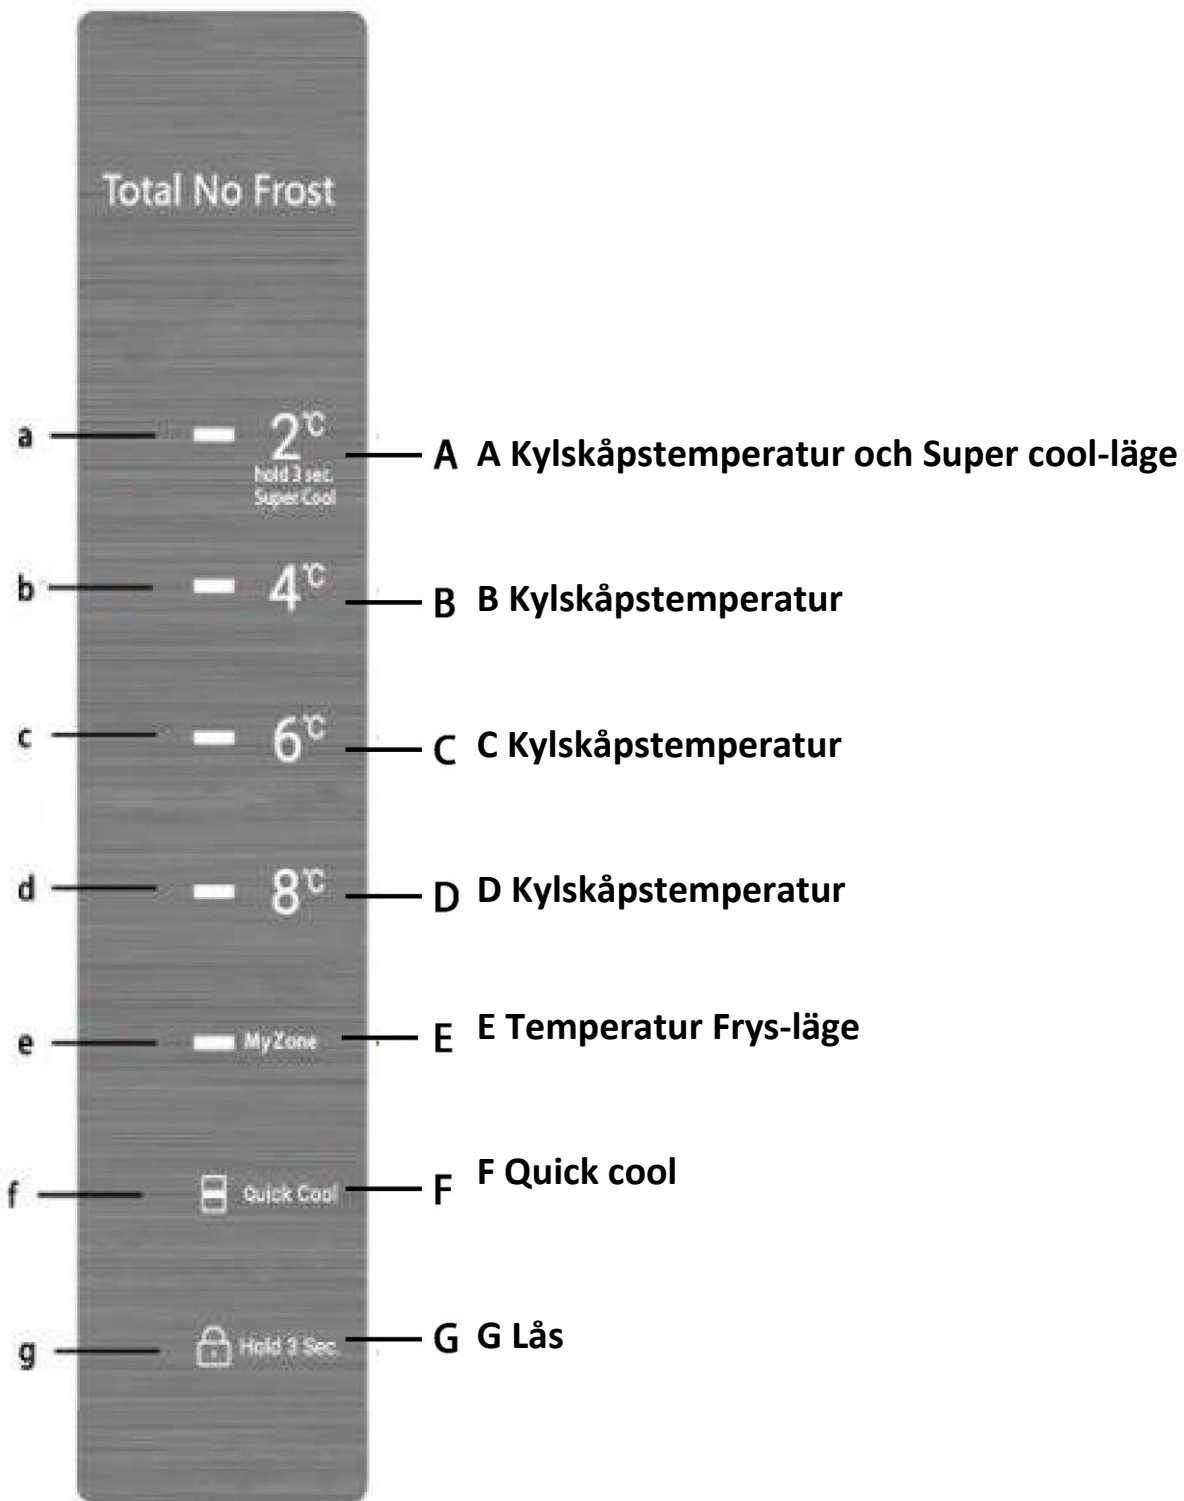 Total No Frost
a 2°C A A Kylskåpstemperatur och Super cool-läge
hold 3 sec.
Super Cool
b 4°C B B Kylskåpstemperatur
c 6°C C C Kylskåpstemperatur
d 8°C D D Kylskåpstemperatur
e My Zone E E Temperatur Frys-läge
f Quick Cool F F Quick cool
g Hold 3 Sec. G G Lås